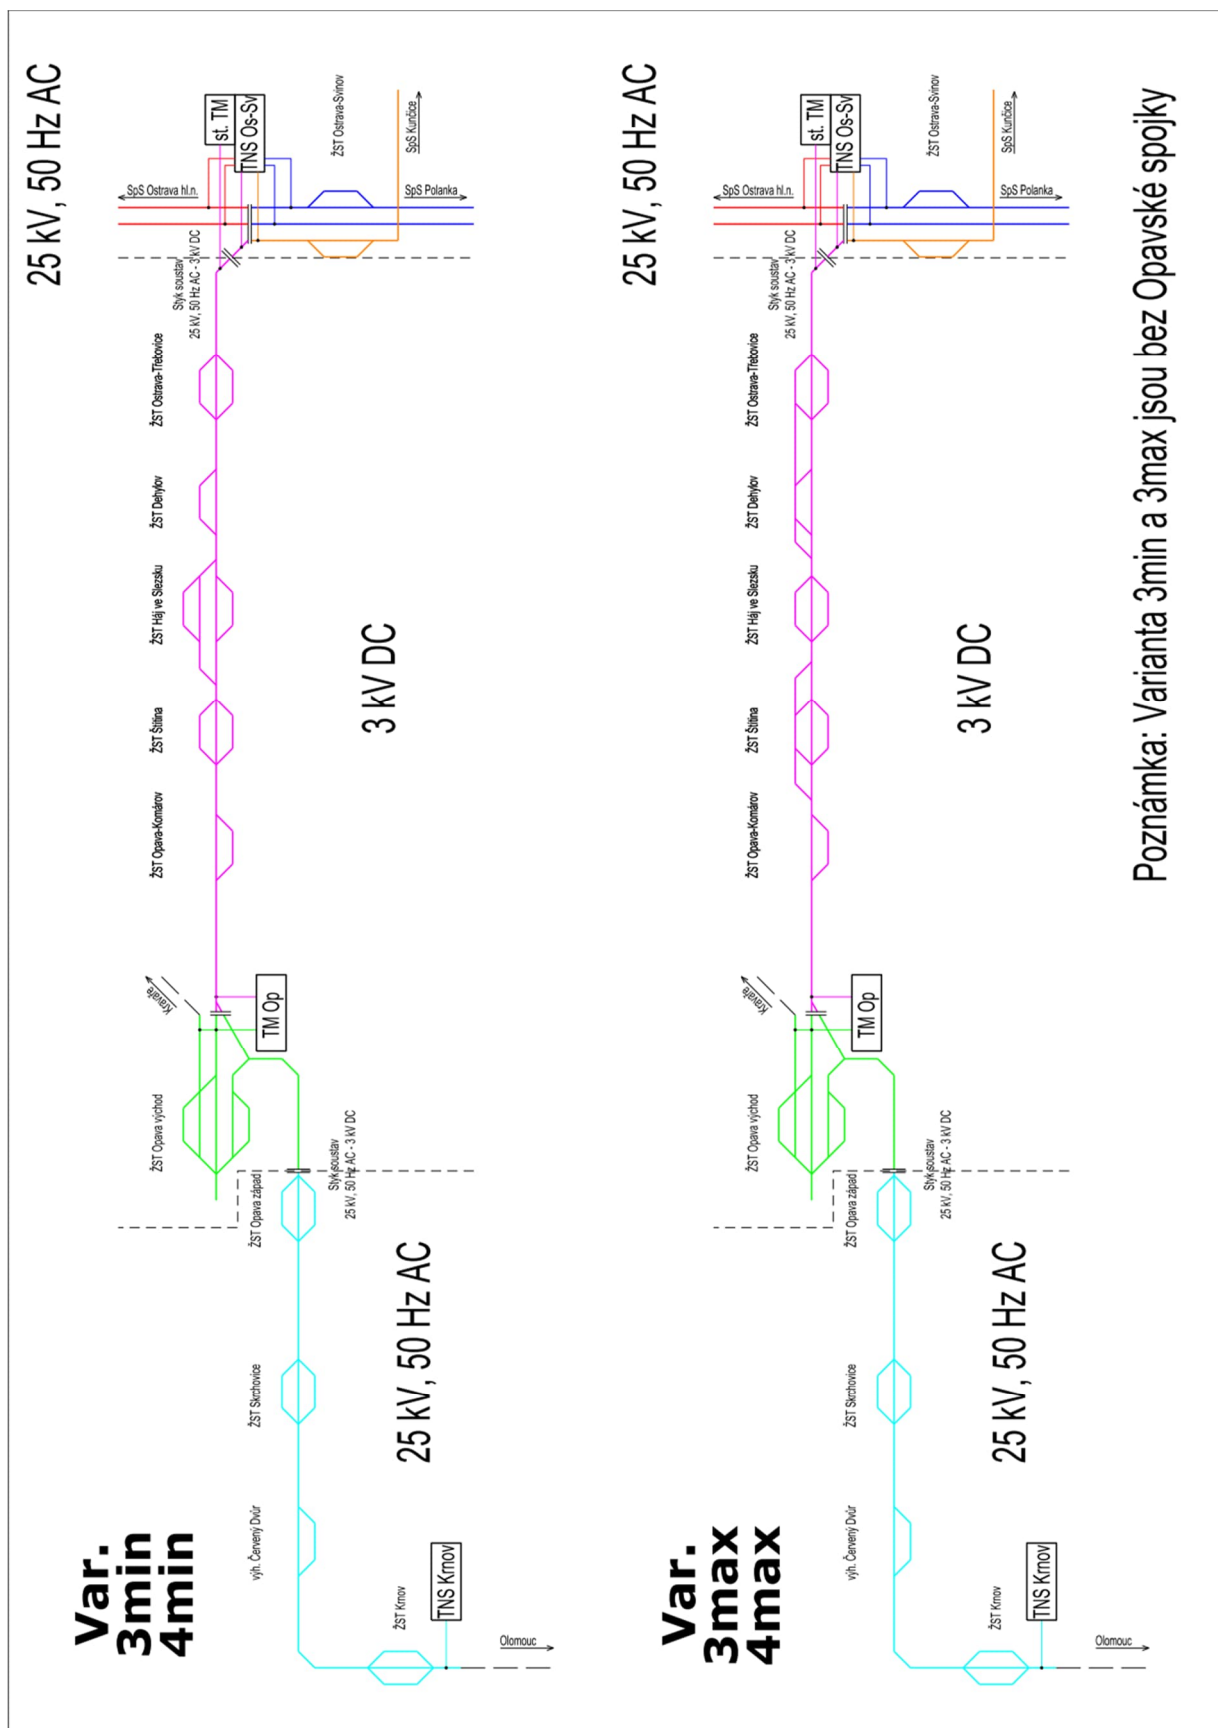 Var.
3min
4min
25 kV, 50 Hz AC
3 kV DC
25 kV, 50 Hz AC
Olomouc
ŽST Krnov
TNS Krnov
výh. Červený Dvůr
ŽST Skrchovice
ŽST Opava západ
Styk soustav
25 kV, 50 Hz AC - 3 kV DC
ŽST Opava východ
Kravaře
TM Op
ŽST Opava-Komárov
ŽST Štítina
ŽST Háj ve Slezsku
ŽST Děhylov
ŽST Ostrava-Třebovice
Styk soustav
25 kV, 50 Hz AC - 3 kV DC
SpS Ostrava hl.n.
st. TM
TNS Os-Sv
ŽST Ostrava-Svinov
SpS Polanka
SpS Kunčice
Var.
3max
4max
25 kV, 50 Hz AC
3 kV DC
25 kV, 50 Hz AC
Olomouc
ŽST Krnov
TNS Krnov
výh. Červený Dvůr
ŽST Skrchovice
ŽST Opava západ
Styk soustav
25 kV, 50 Hz AC - 3 kV DC
ŽST Opava východ
Kravaře
TM Op
ŽST Opava-Komárov
ŽST Štítina
ŽST Háj ve Slezsku
ŽST Děhylov
ŽST Ostrava-Třebovice
Styk soustav
25 kV, 50 Hz AC - 3 kV DC
SpS Ostrava hl.n.
st. TM
TNS Os-Sv
ŽST Ostrava-Svinov
SpS Polanka
SpS Kunčice
Poznámka: Varianta 3min a 3max jsou bez Opavské spojky